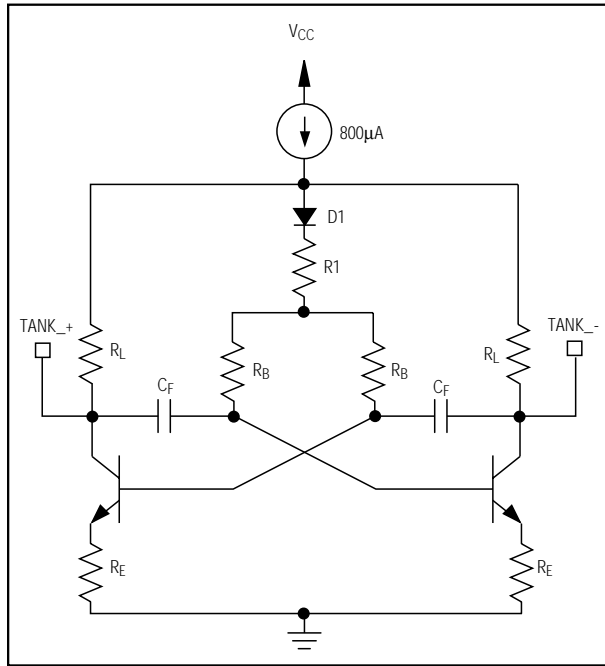 VCC
800µA
D1
R1
TANK_+
TANK_-
RL
RB
RB
RL
CF
CF
RE
RE